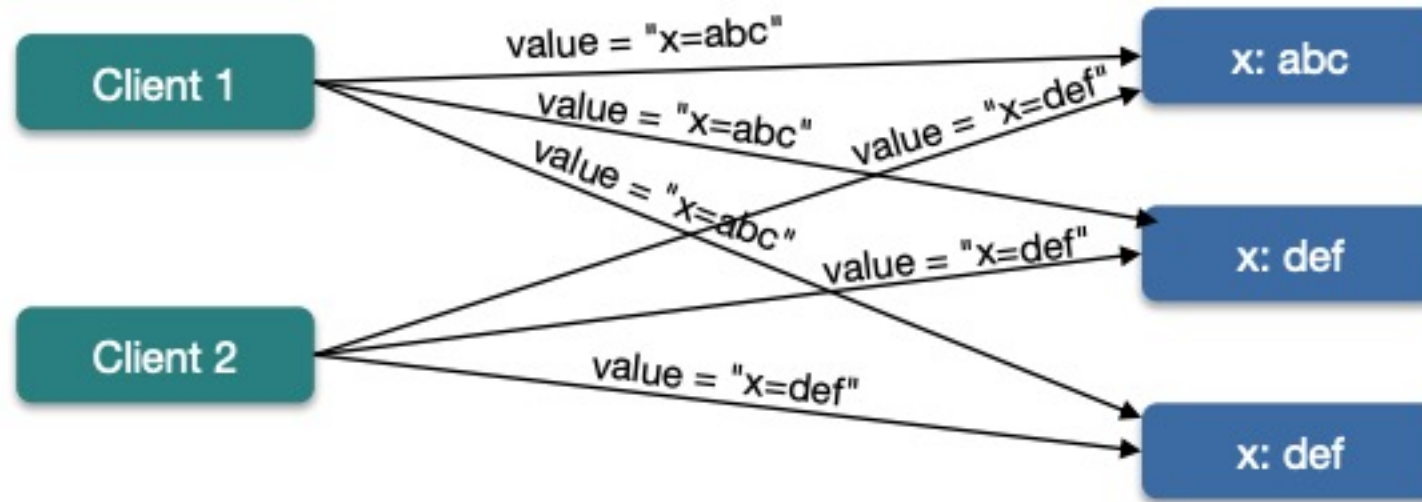 Client 1
value = "x=abc"
x: abc
value = "x=abc"
value = "x=def"
value = "x=abc"
value = "x=def"
x: def
Client 2
value = "x=def"
x: def